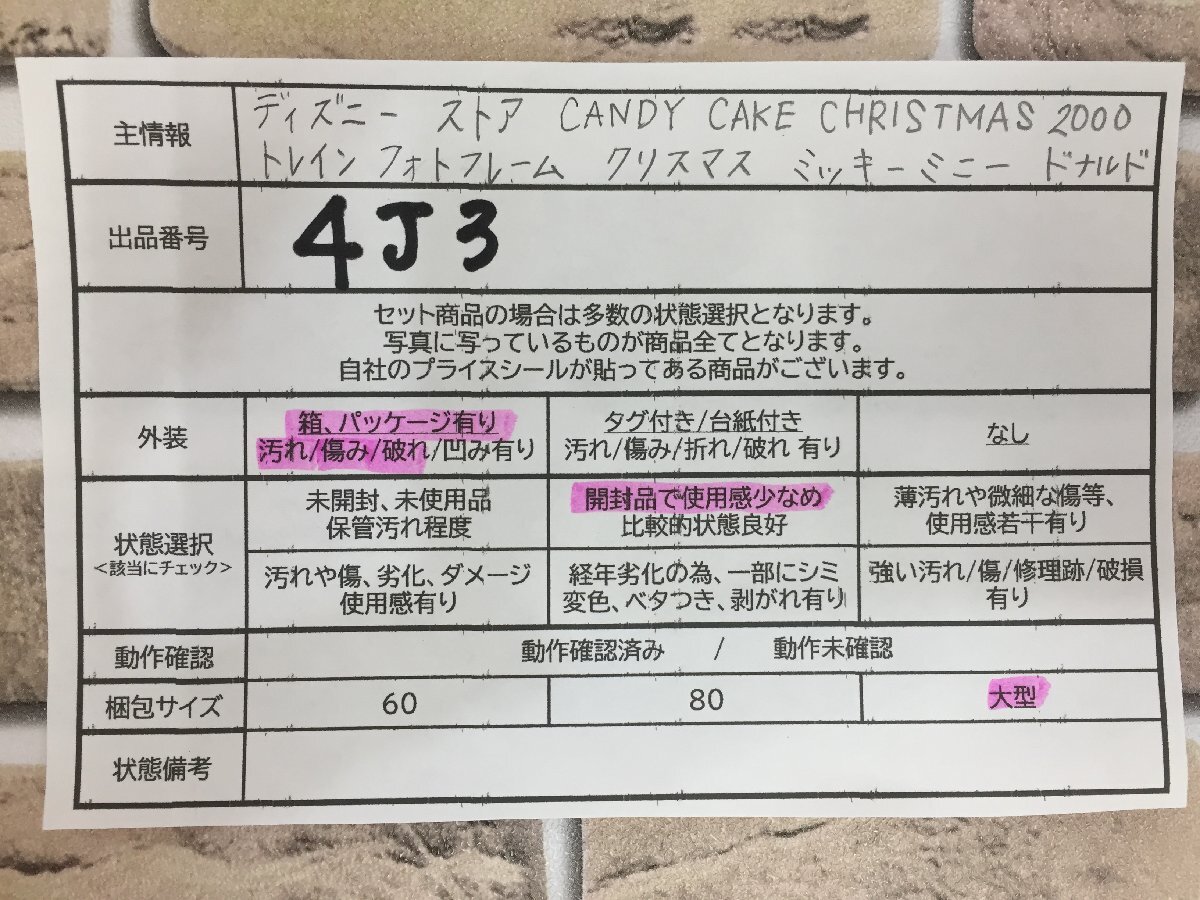 主情報
ディズニー ストア CANDY CAKE CHRISTMAS 2000
トレイン フォトフレーム クリスマス ミッキーミニー ドナルド
出品番号
4J3
セット商品の場合は多数の状態選択となります。
写真に写っているものが商品全てとなります。
自社のプライスシールが貼ってある商品がございます。
外装
箱、パッケージ有り
汚れ/傷み/破れ/凹み有り
タグ付き/台紙付き
汚れ/傷み/折れ/破れ 有り
なし
状態選択
<該当にチェック>
未開封、未使用品
保管汚れ程度
開封品で使用感少なめ
比較的状態良好
薄汚れや微細な傷等、
使用感若干有り
汚れや傷、劣化、ダメージ
使用感有り
経年劣化の為、一部にシミ
変色、ベタつき、剥がれ有り
強い汚れ/傷/修理跡/破損
有り
動作確認
動作確認済み / 動作未確認
梱包サイズ
60
80
大型
状態備考